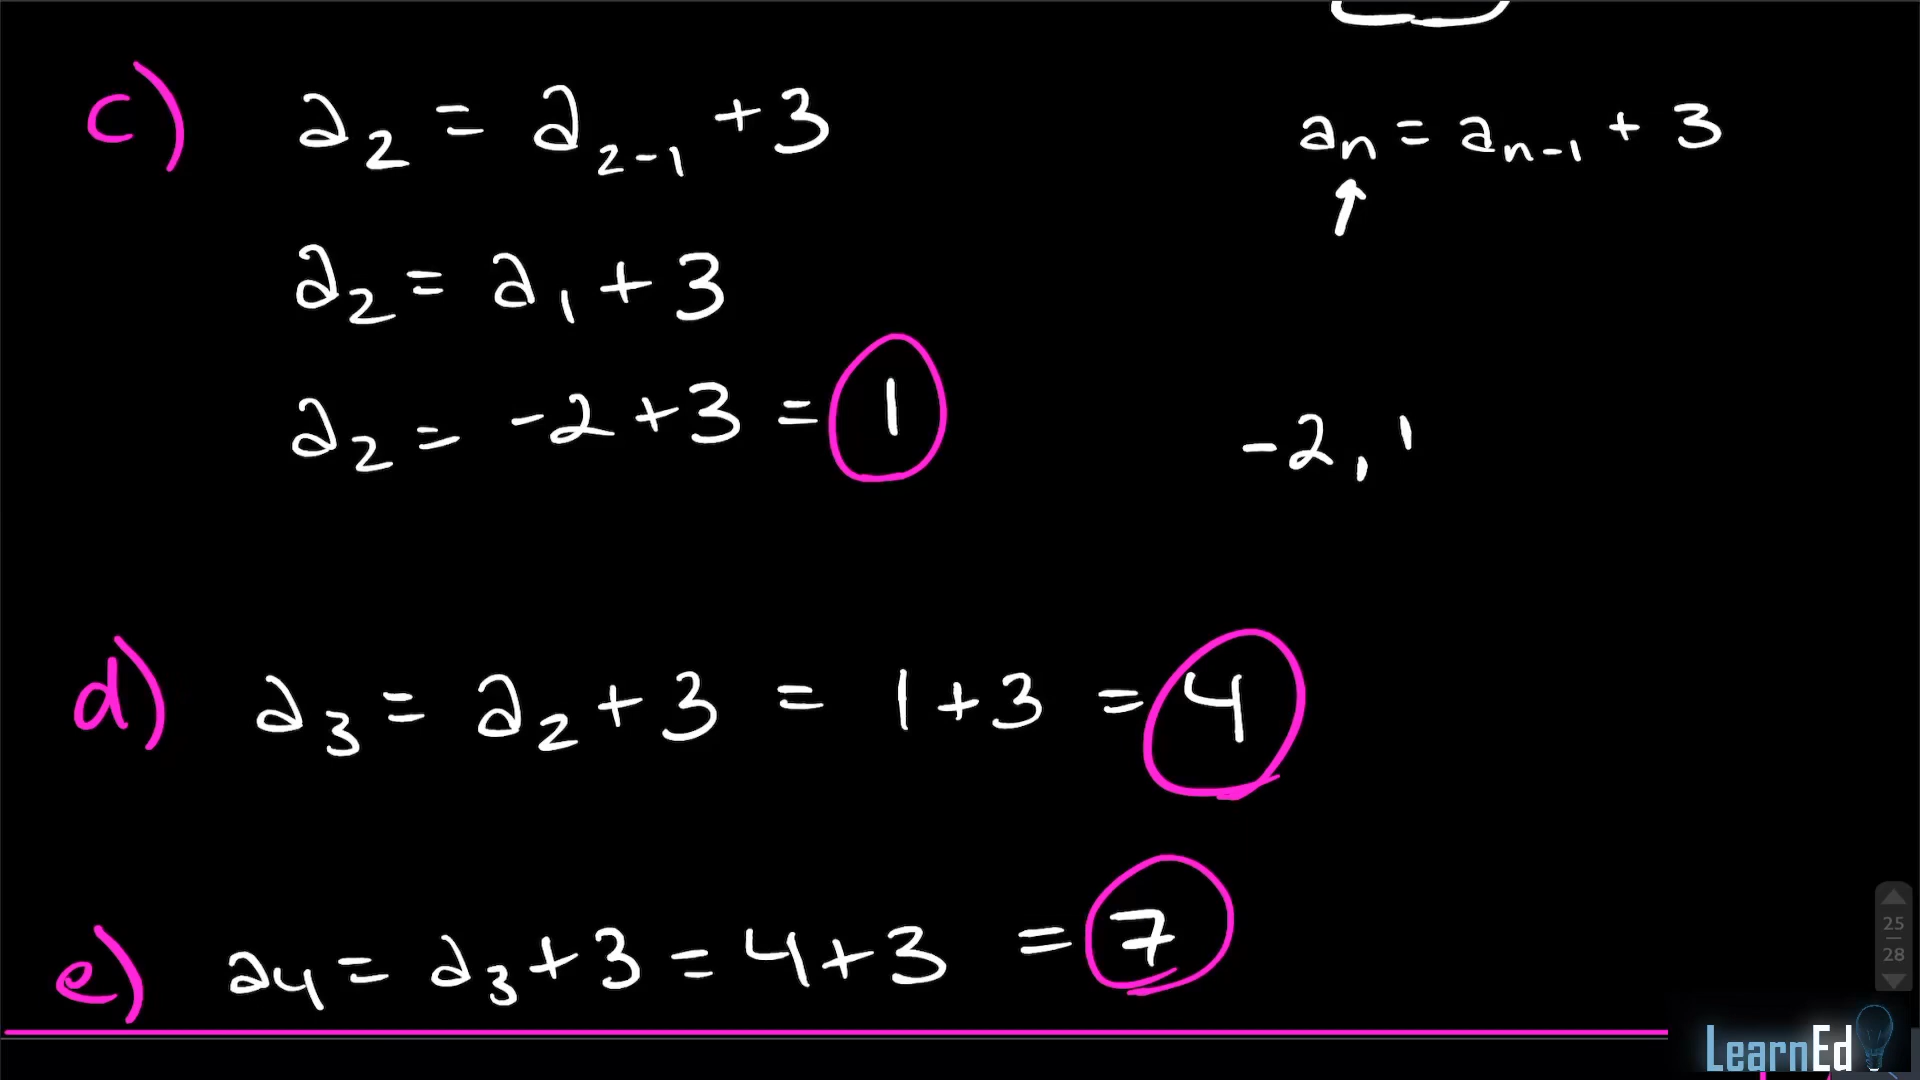 c) a₂ = a₂₋₁ + 3
aₙ = aₙ₋₁ + 3
a₂ = a₁ + 3
a₂ = -2 + 3 = 1
-2, 1
d) a₃ = a₂ + 3 = 1 + 3 = 4
e) a₄ = a₃ + 3 = 4 + 3 = 7
25
28
LearnEd